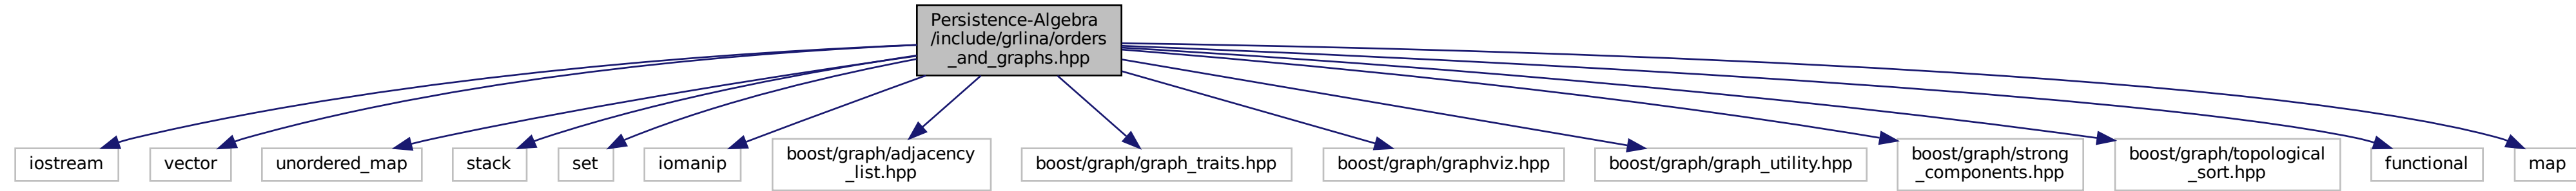 Persistence-Algebra
/include/grlina/orders
_and_graphs.hpp
iostream
vector
unordered_map
stack
set
iomanip
boost/graph/adjacency
_list.hpp
boost/graph/graph_traits.hpp
boost/graph/graphviz.hpp
boost/graph/graph_utility.hpp
boost/graph/strong
_components.hpp
boost/graph/topological
_sort.hpp
functional
map